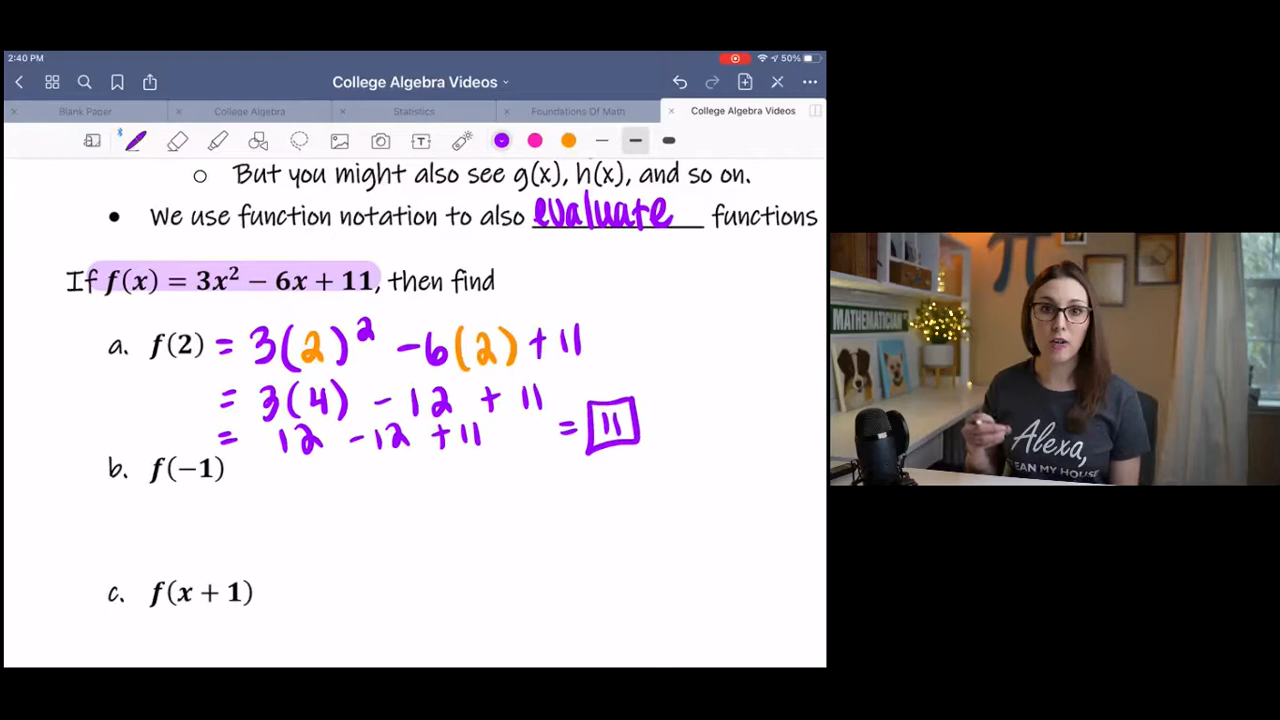 2:40 PM
50%
College Algebra Videos
Blank Paper
College Algebra
Statistics
Foundations Of Math
College Algebra Videos
T
But you might also see g(x), h(x), and so on.
We use function notation to also evaluate functions
If f(x) = 3x² − 6x + 11, then find
a. f(2) = 3(2)² − 6(2) + 11
= 3(4) − 12 + 11
= 12 − 12 + 11 = 11
b. f(−1)
c. f(x + 1)
MATHEMATICIAN
Alexa,
EAN MY HOUSE